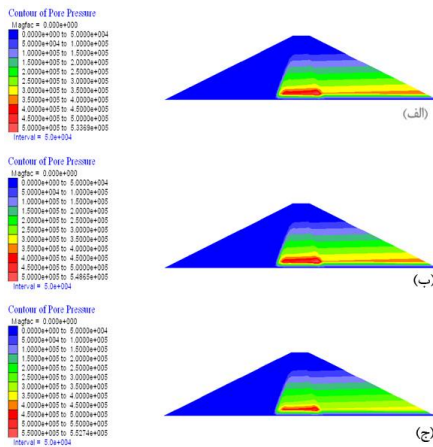 Contour of Pore Pressure
Magfac = 0.000e+000
0.0000e+000 to 5.0000e+004
5.0000e+004 to 1.0000e+005
1.0000e+005 to 1.5000e+005
1.5000e+005 to 2.0000e+005
2.0000e+005 to 2.5000e+005
2.5000e+005 to 3.0000e+005
3.0000e+005 to 3.5000e+005
3.5000e+005 to 4.0000e+005
4.0000e+005 to 4.5000e+005
4.5000e+005 to 5.0000e+005
5.0000e+005 to 5.3369e+005
Interval = 5.0e+004
(الف)
Contour of Pore Pressure
Magfac = 0.000e+000
0.0000e+000 to 5.0000e+004
5.0000e+004 to 1.0000e+005
1.0000e+005 to 1.5000e+005
1.5000e+005 to 2.0000e+005
2.0000e+005 to 2.5000e+005
2.5000e+005 to 3.0000e+005
3.0000e+005 to 3.5000e+005
3.5000e+005 to 4.0000e+005
4.0000e+005 to 4.5000e+005
4.5000e+005 to 5.0000e+005
5.0000e+005 to 5.4865e+005
Interval = 5.0e+004
(ب)
Contour of Pore Pressure
Magfac = 0.000e+000
0.0000e+000 to 5.0000e+004
5.0000e+004 to 1.0000e+005
1.0000e+005 to 1.5000e+005
1.5000e+005 to 2.0000e+005
2.0000e+005 to 2.5000e+005
2.5000e+005 to 3.0000e+005
3.0000e+005 to 3.5000e+005
3.5000e+005 to 4.0000e+005
4.0000e+005 to 4.5000e+005
4.5000e+005 to 5.0000e+005
5.0000e+005 to 5.5000e+005
5.5000e+005 to 5.5274e+005
Interval = 5.0e+004
(ج)